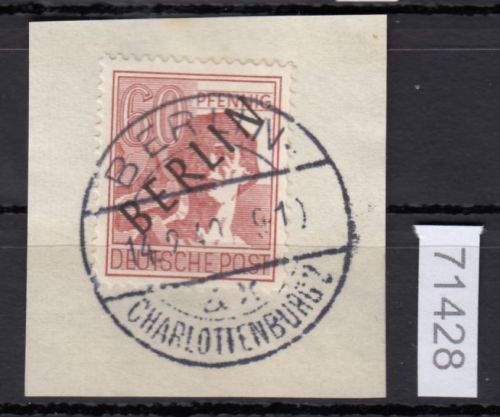 60 PFENNIG
BERLIN
BERLIN
DEUTSCHE POST
CHARLOTTENBURG 2
71428